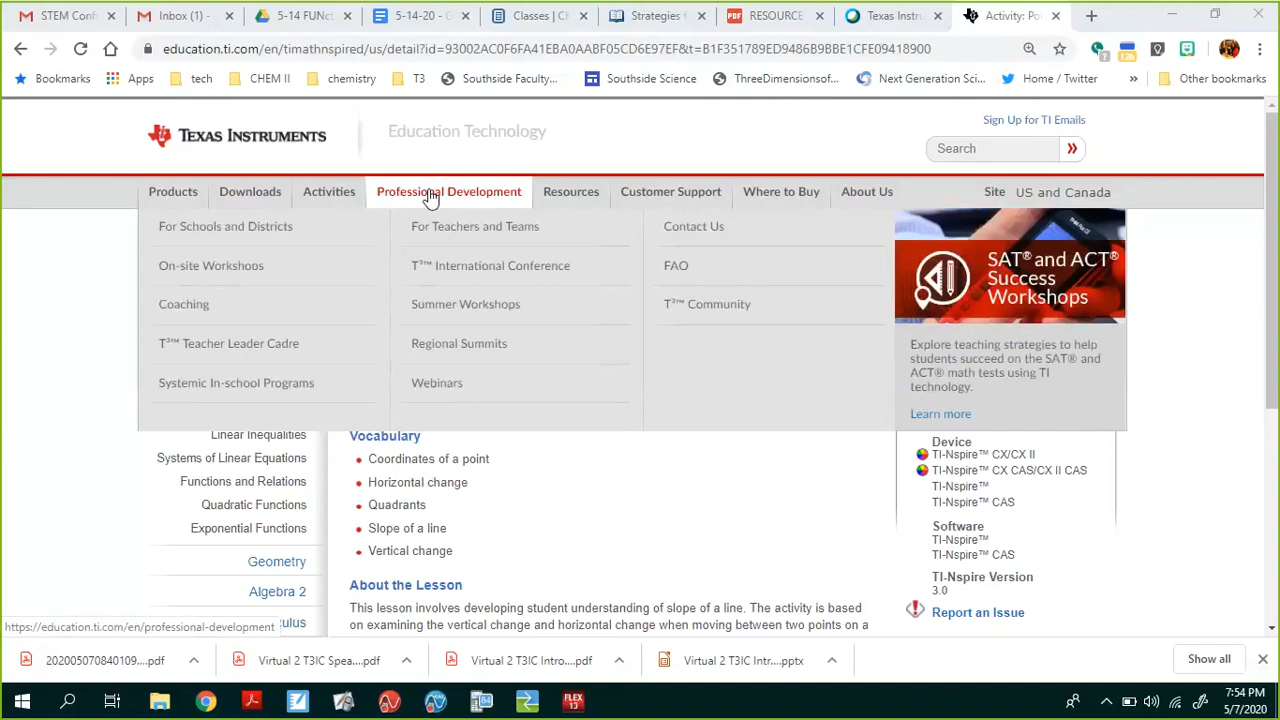 STEM Conf
Inbox (1) -
5-14 FUNct
5-14-20 - G
Classes | CK
Strategies f
RESOURCE
Texas Instru
Activity: Po
education.ti.com/en/timathnspired/us/detail?id=93002AC0F6FA41EBA0AABF05CD6E97EF&t=B1F351789ED9486B9BBE1CFE09418900
Bookmarks Apps tech CHEM II chemistry T3 Southside Faculty... Southside Science ThreeDimensionsof... Next Generation Sci... Home / Twitter » Other bookmarks
Sign Up for TI Emails
TEXAS INSTRUMENTS
Education Technology
Search
Products Downloads Activities Professional Development Resources Customer Support Where to Buy About Us Site US and Canada
For Schools and Districts
On-site Workshops
Coaching
T³™ Teacher Leader Cadre
Systemic In-school Programs
For Teachers and Teams
T³™ International Conference
Summer Workshops
Regional Summits
Webinars
Contact Us
FAQ
T³™ Community
SAT® and ACT®
Success
Workshops
Explore teaching strategies to help
students succeed on the SAT® and
ACT® math tests using TI
technology.
Learn more
Linear Inequalities
Systems of Linear Equations
Functions and Relations
Quadratic Functions
Exponential Functions
Geometry
Algebra 2
culus
Vocabulary
Coordinates of a point
Horizontal change
Quadrants
Slope of a line
Vertical change
About the Lesson
This lesson involves developing student understanding of slope of a line. The activity is based
on examining the vertical change and horizontal change when moving between two points on a
Device
TI-Nspire™ CX/CX II
TI-Nspire™ CX CAS/CX II CAS
TI-Nspire™
TI-Nspire™ CAS
Software
TI-Nspire™
TI-Nspire™ CAS
TI-Nspire Version
3.0
Report an Issue
https://education.ti.com/en/professional-development
202005070840109....pdf
Virtual 2 T3IC Spea....pdf
Virtual 2 T3IC Intro....pdf
Virtual 2 T3IC Intr....pptx
Show all
FLEX
13
7:54 PM
5/7/2020